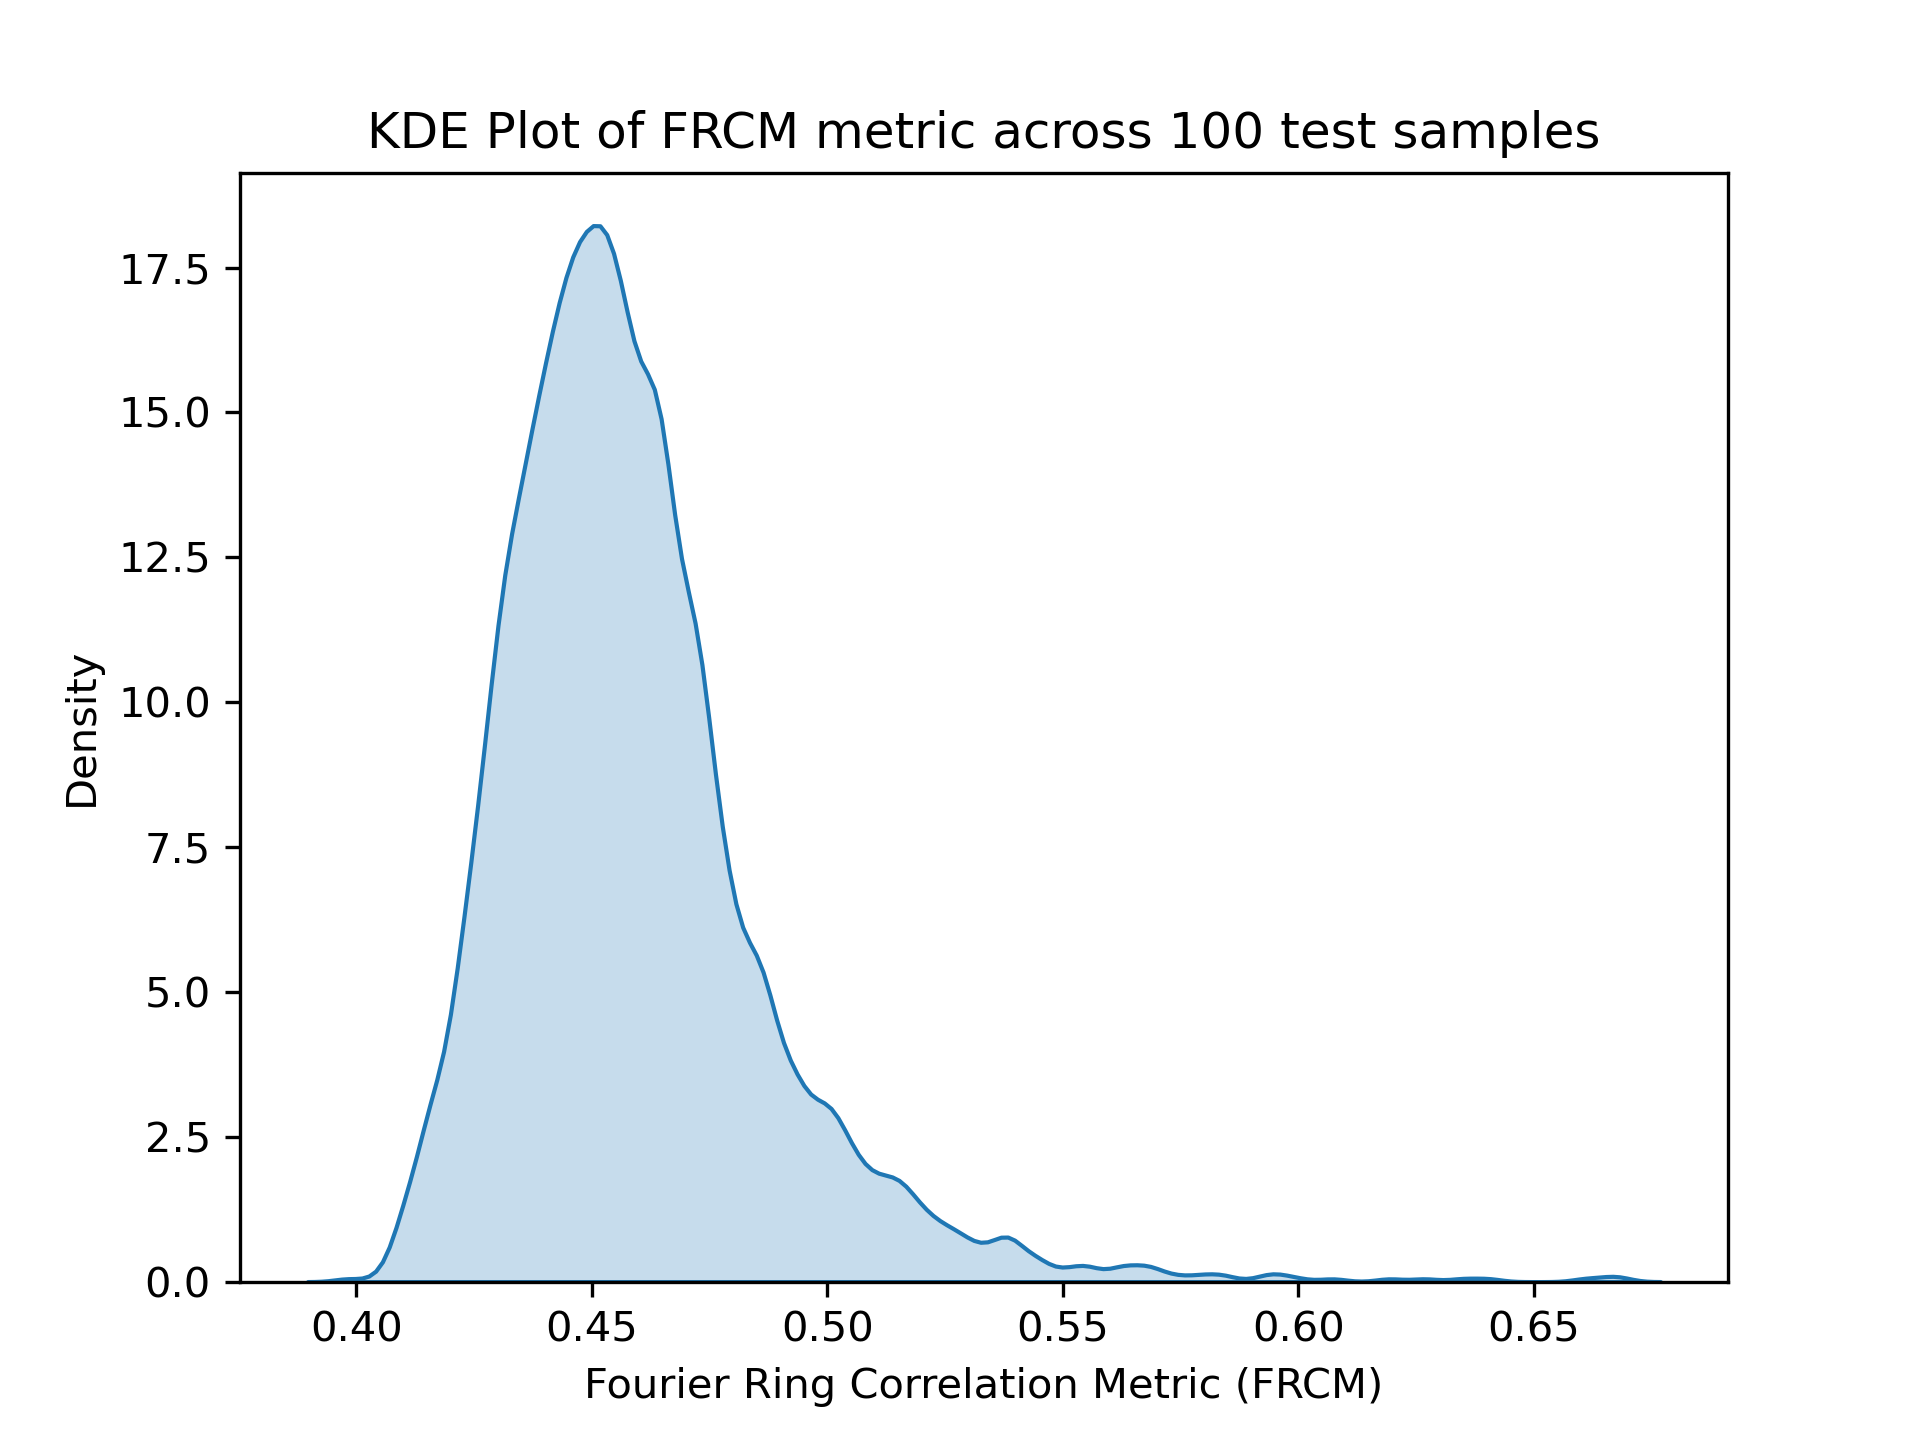 KDE Plot of FRCM metric across 100 test samples
17.5
15.0
12.5
10.0
7.5
5.0
2.5
0.0
Density
0.40 0.45 0.50 0.55 0.60 0.65
Fourier Ring Correlation Metric (FRCM)